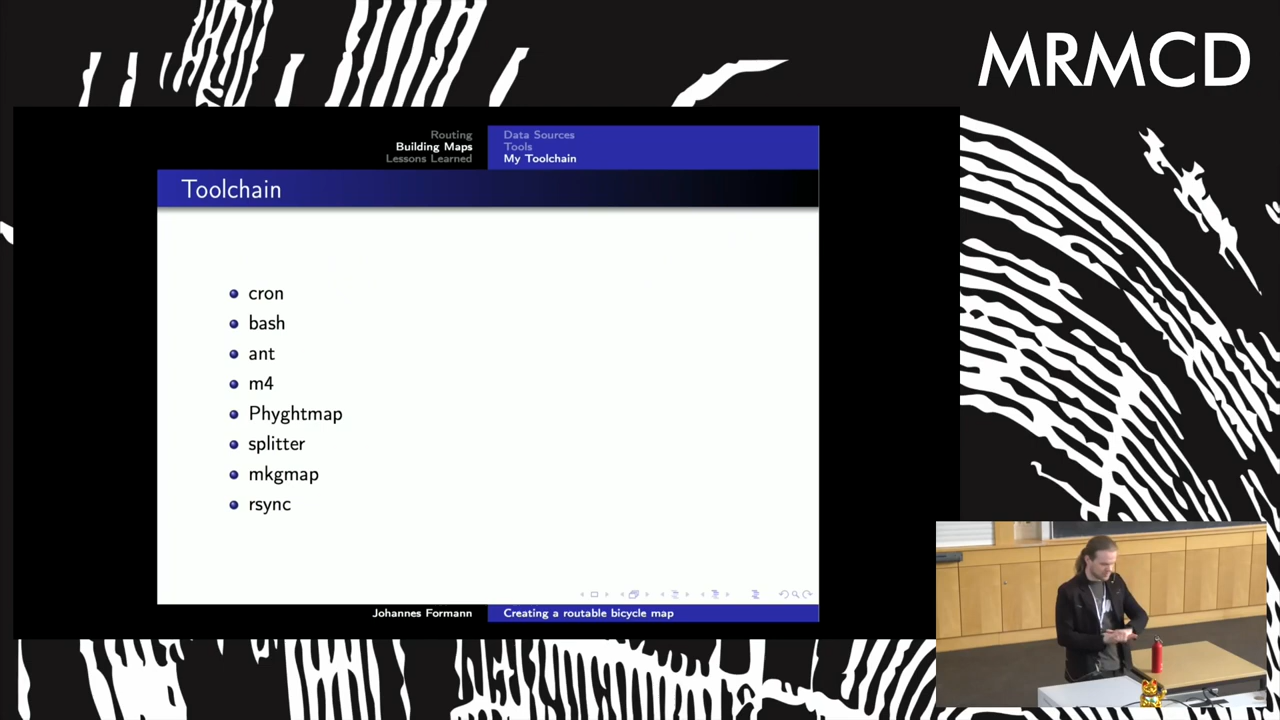 MRMCD
Routing
Building Maps
Lessons Learned
Data Sources
Tools
My Toolchain
Toolchain
cron
bash
ant
m4
Phyghtmap
splitter
mkgmap
rsync
Johannes Formann
Creating a routable bicycle map